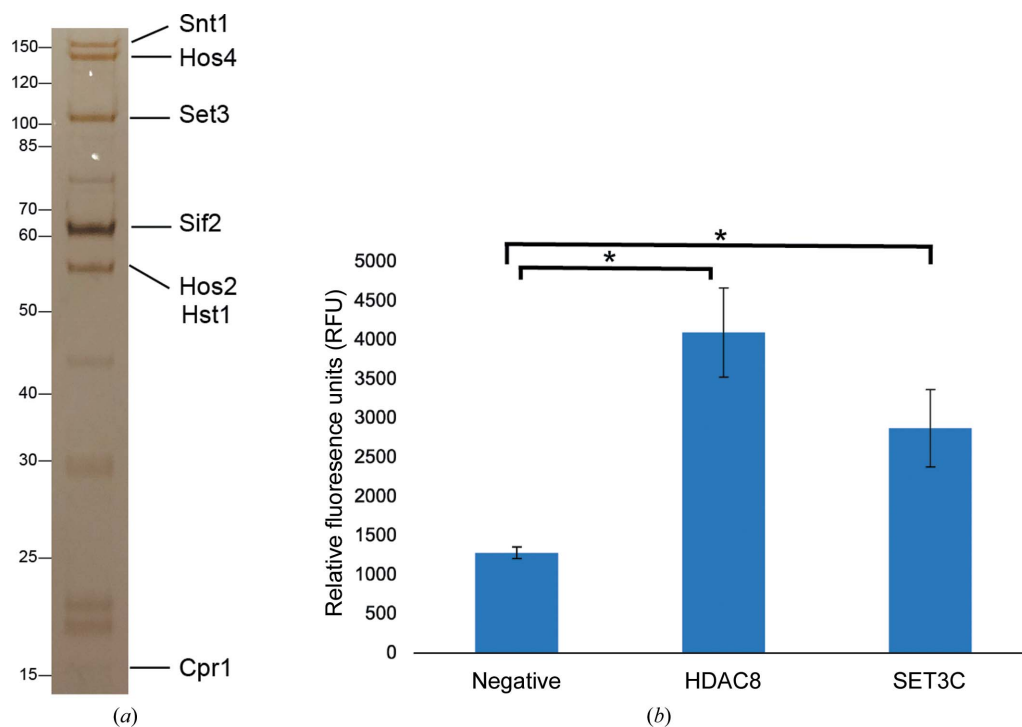 Snt1
150
Hos4
120
Set3
100
85
70
Sif2
60
Hos2
Hst1
50
40
30
25
Cpr1
15
(a)
*
*
5000
4500
4000
3500
3000
2500
2000
1500
1000
500
0
Relative fluoresence units (RFU)
Negative HDAC8 SET3C
(b)